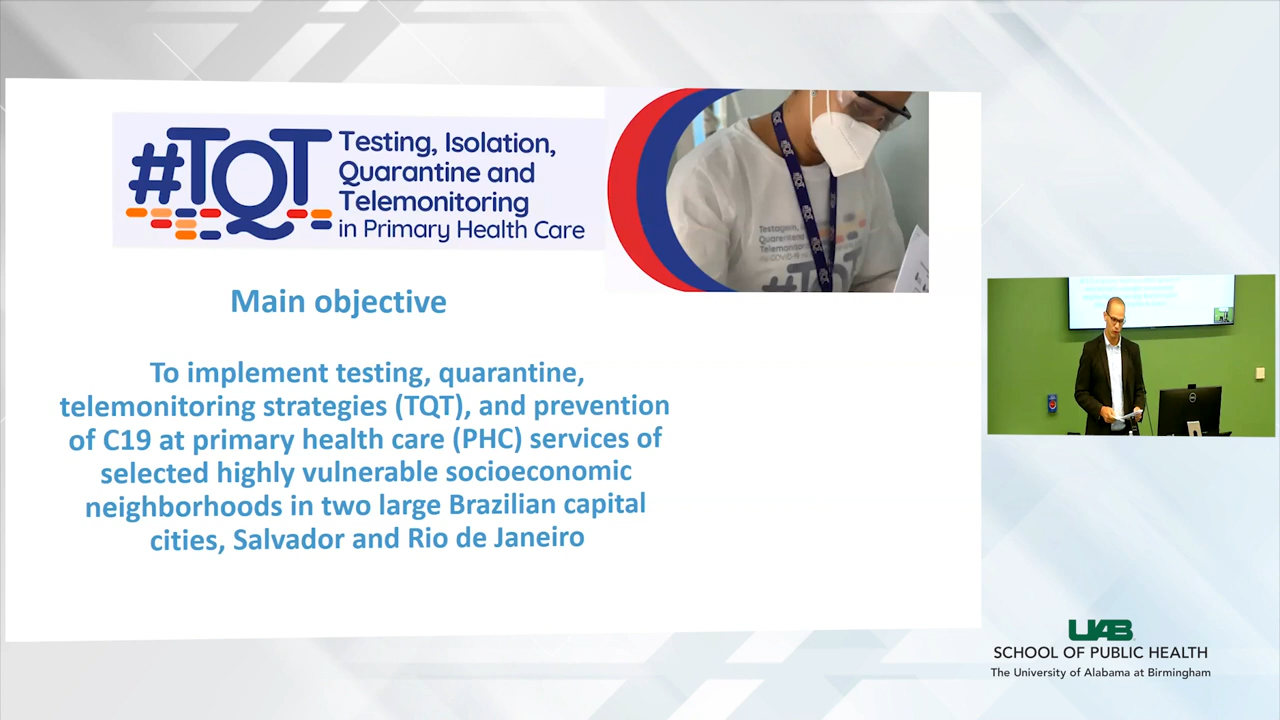 #TQT
Testing, Isolation,
Quarantine and
Telemonitoring
in Primary Health Care
Testagem,
Quarentena
#TQT
Main objective
To implement testing, quarantine,
telemonitoring strategies (TQT), and prevention
of C19 at primary health care (PHC) services of
selected highly vulnerable socioeconomic
neighborhoods in two large Brazilian capital
cities, Salvador and Rio de Janeiro
UAB
SCHOOL OF PUBLIC HEALTH
The University of Alabama at Birmingham